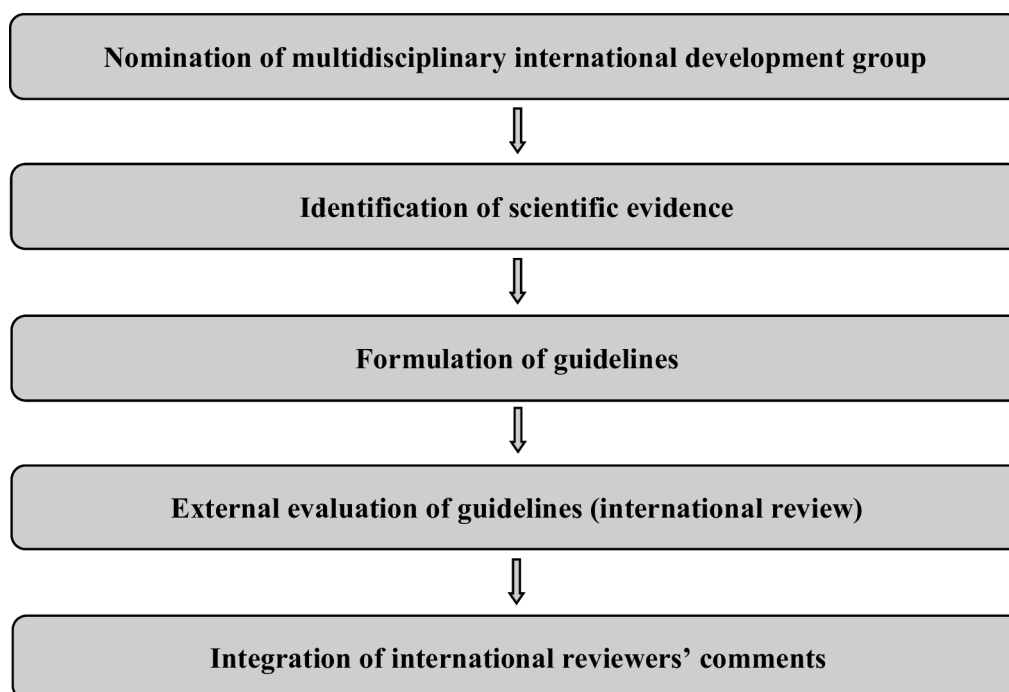 Nomination of multidisciplinary international development group
Identification of scientific evidence
Formulation of guidelines
External evaluation of guidelines (international review)
Integration of international reviewers’ comments